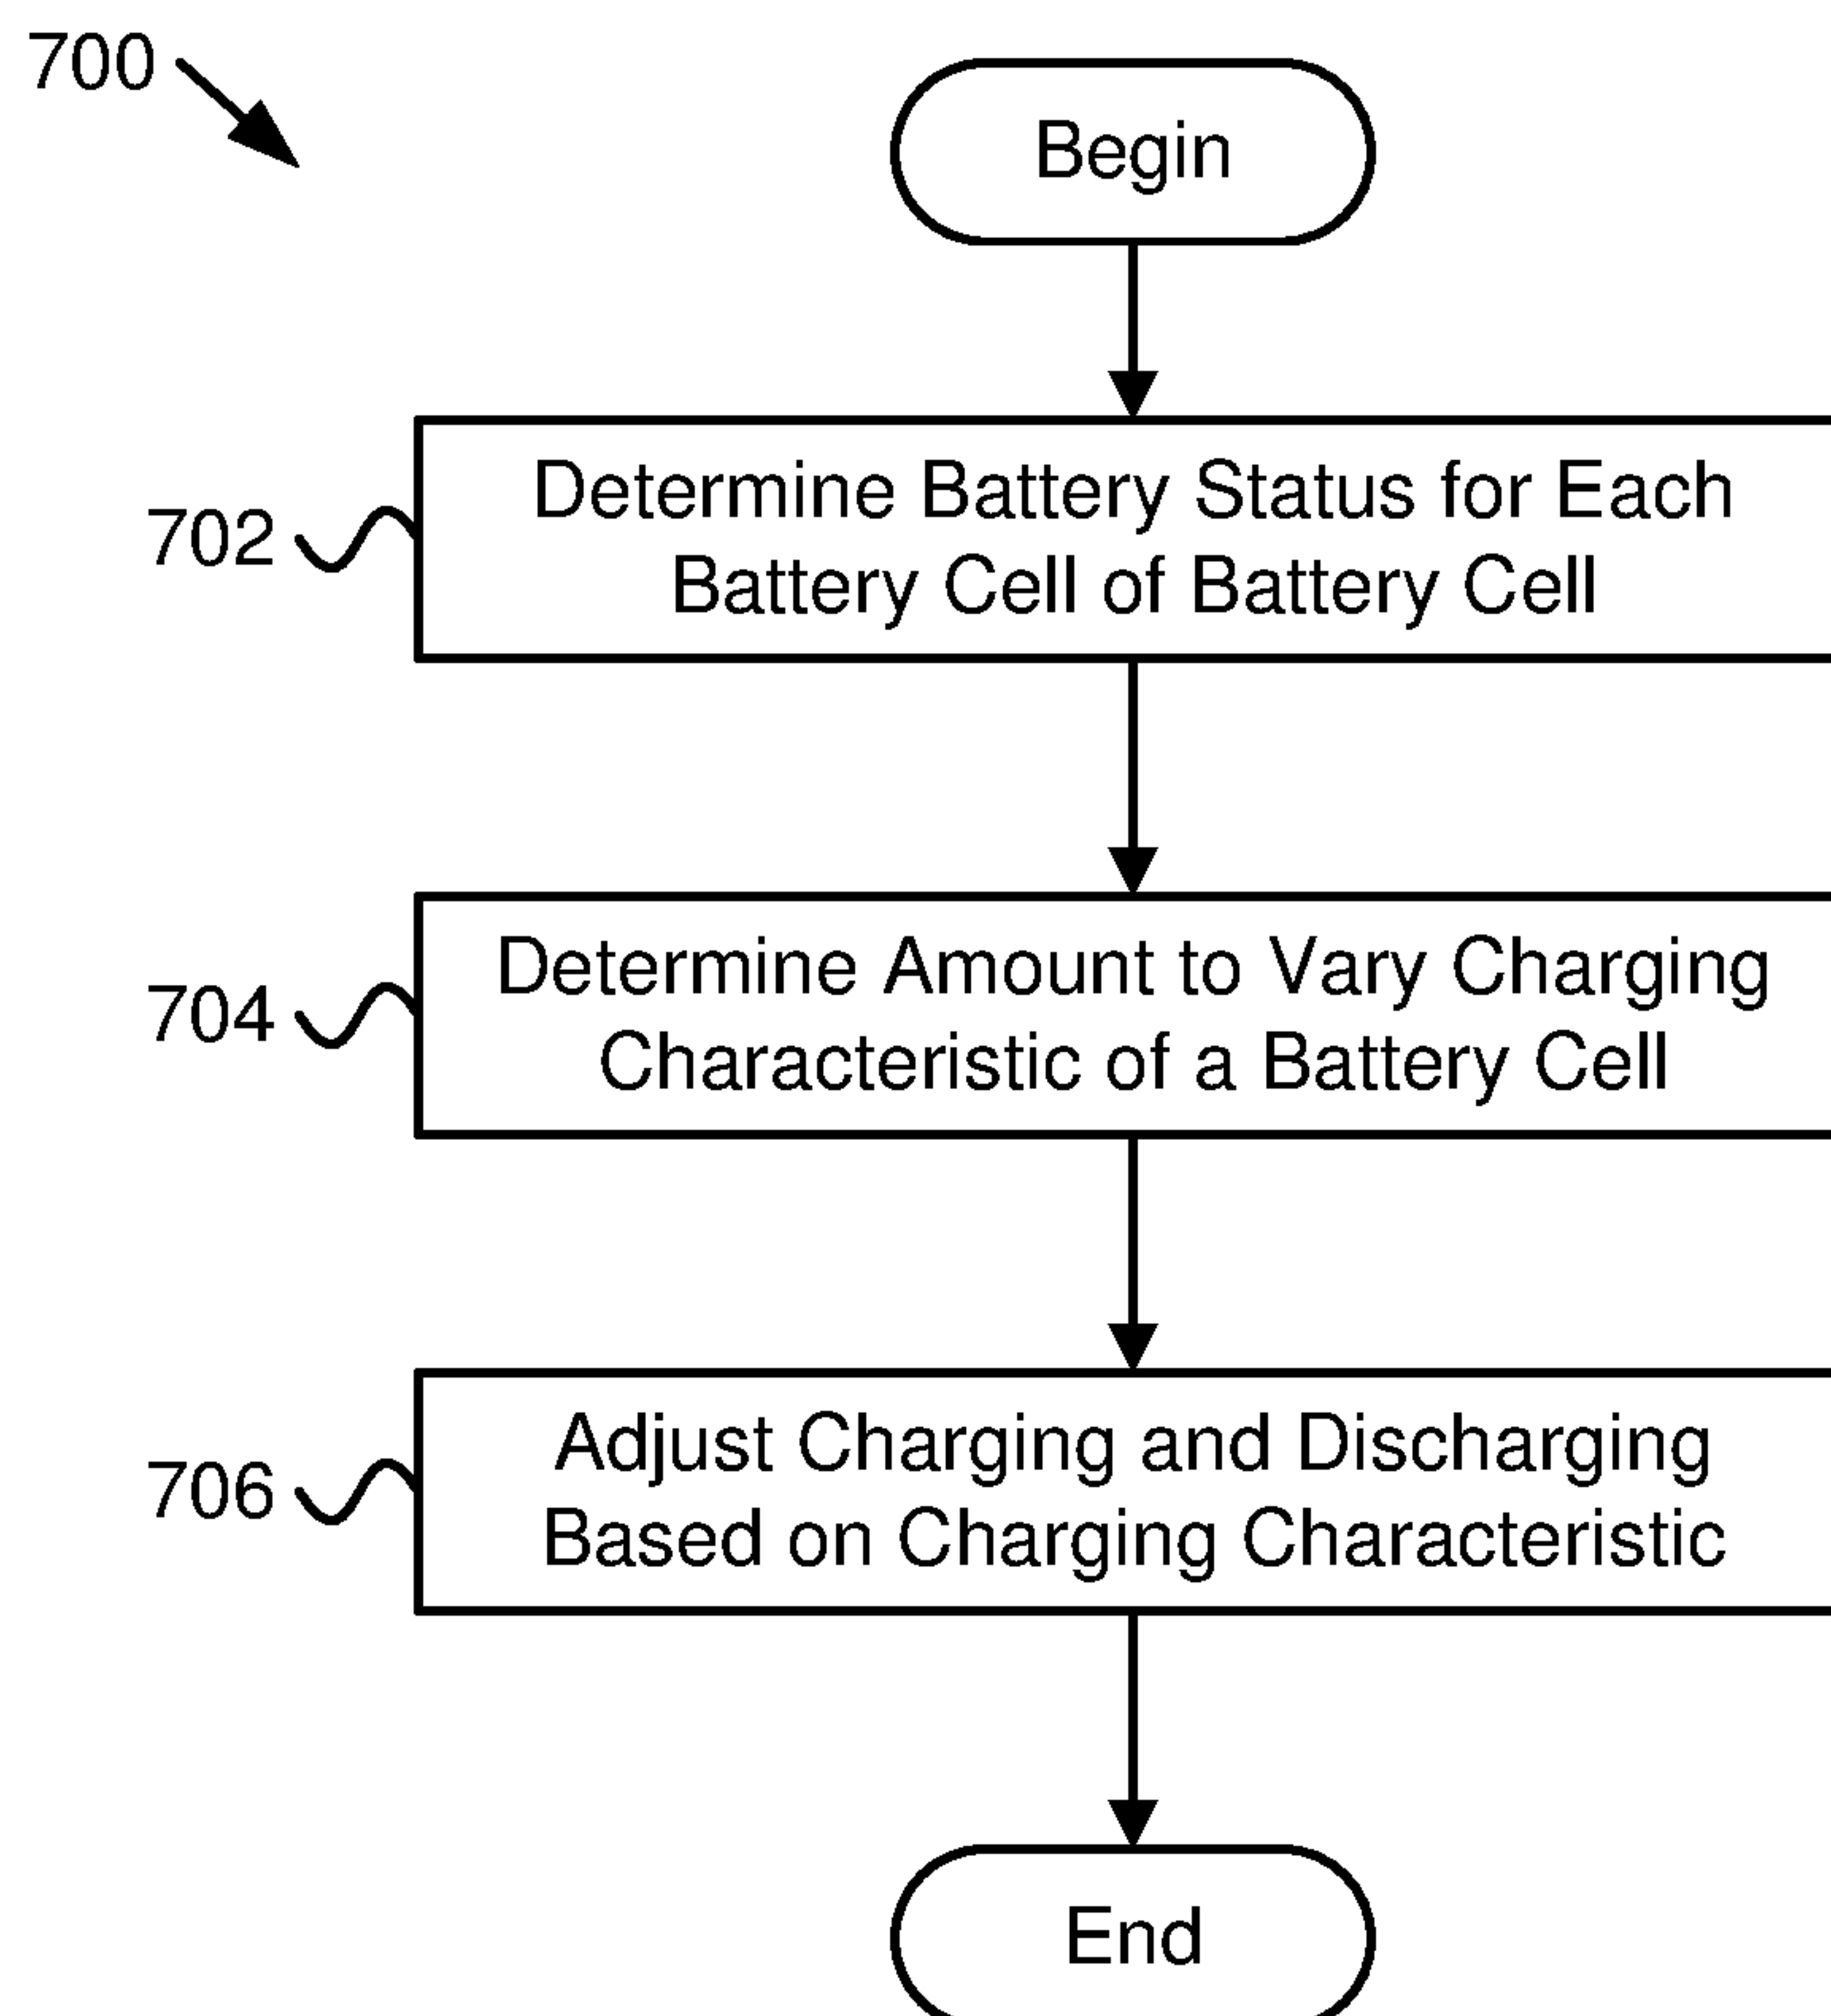 700
Begin
702
Determine Battery Status for Each
Battery Cell of Battery Cell
704
Determine Amount to Vary Charging
Characteristic of a Battery Cell
706
Adjust Charging and Discharging
Based on Charging Characteristic
End